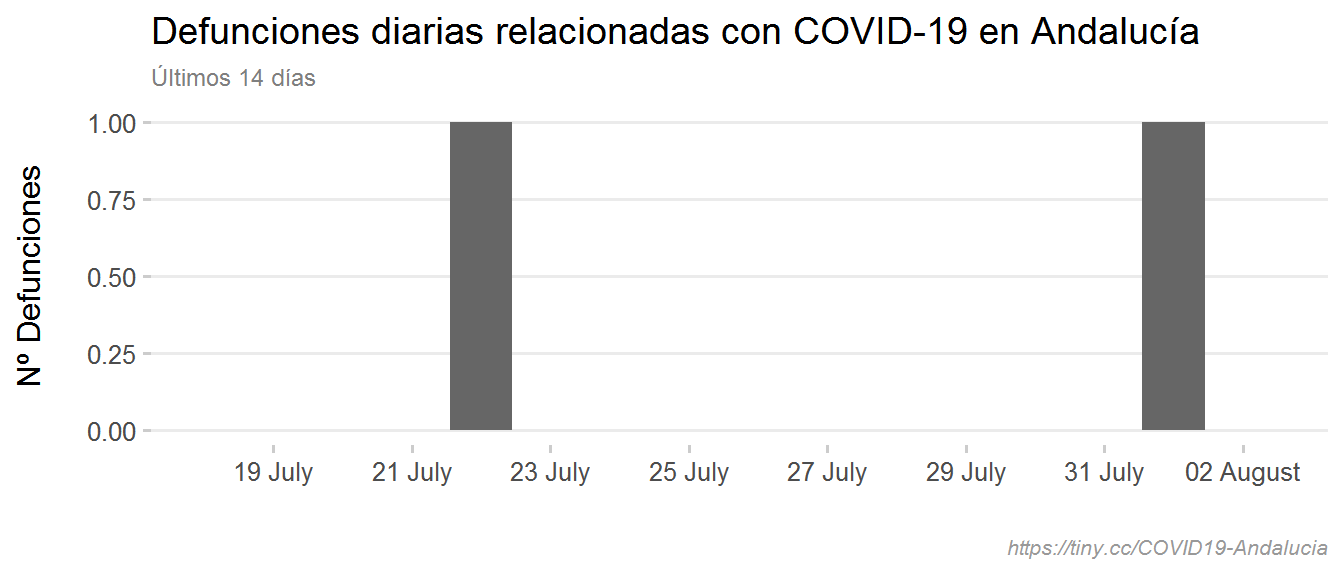 Defunciones diarias relacionadas con COVID-19 en Andalucía
Últimos 14 días
Nº Defunciones
1.00
0.75
0.50
0.25
0.00
19 July 21 July 23 July 25 July 27 July 29 July 31 July 02 August
https://tiny.cc/COVID19-Andalucia